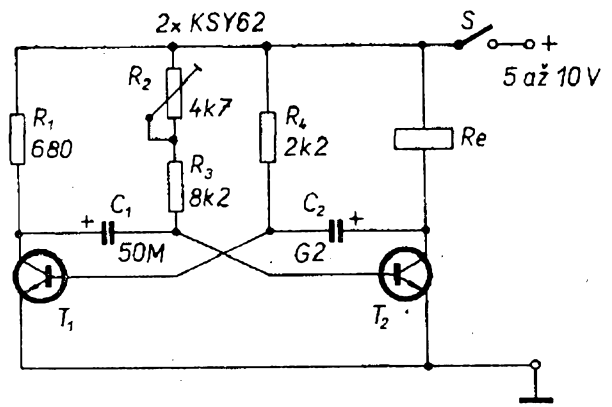 2x KSY62
S
+
5 až 10 V
R₂
4k7
R₁
680
R₄
2k2
Re
R₃
8k2
+ C₁
50M
C₂ +
G2
T₁
T₂